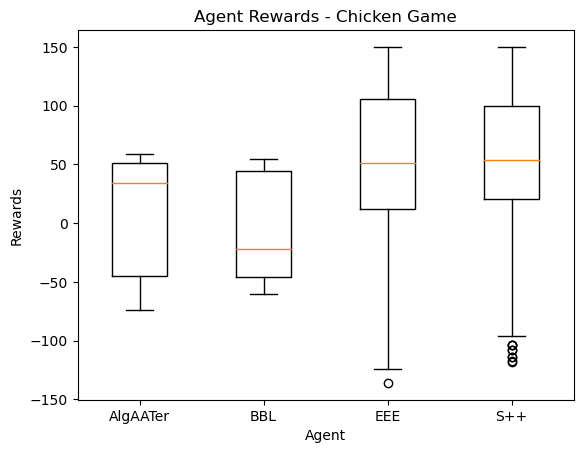 Agent Rewards - Chicken Game
Rewards
150
100
50
0
−50
−100
−150
AlgAATer BBL EEE S++
Agent